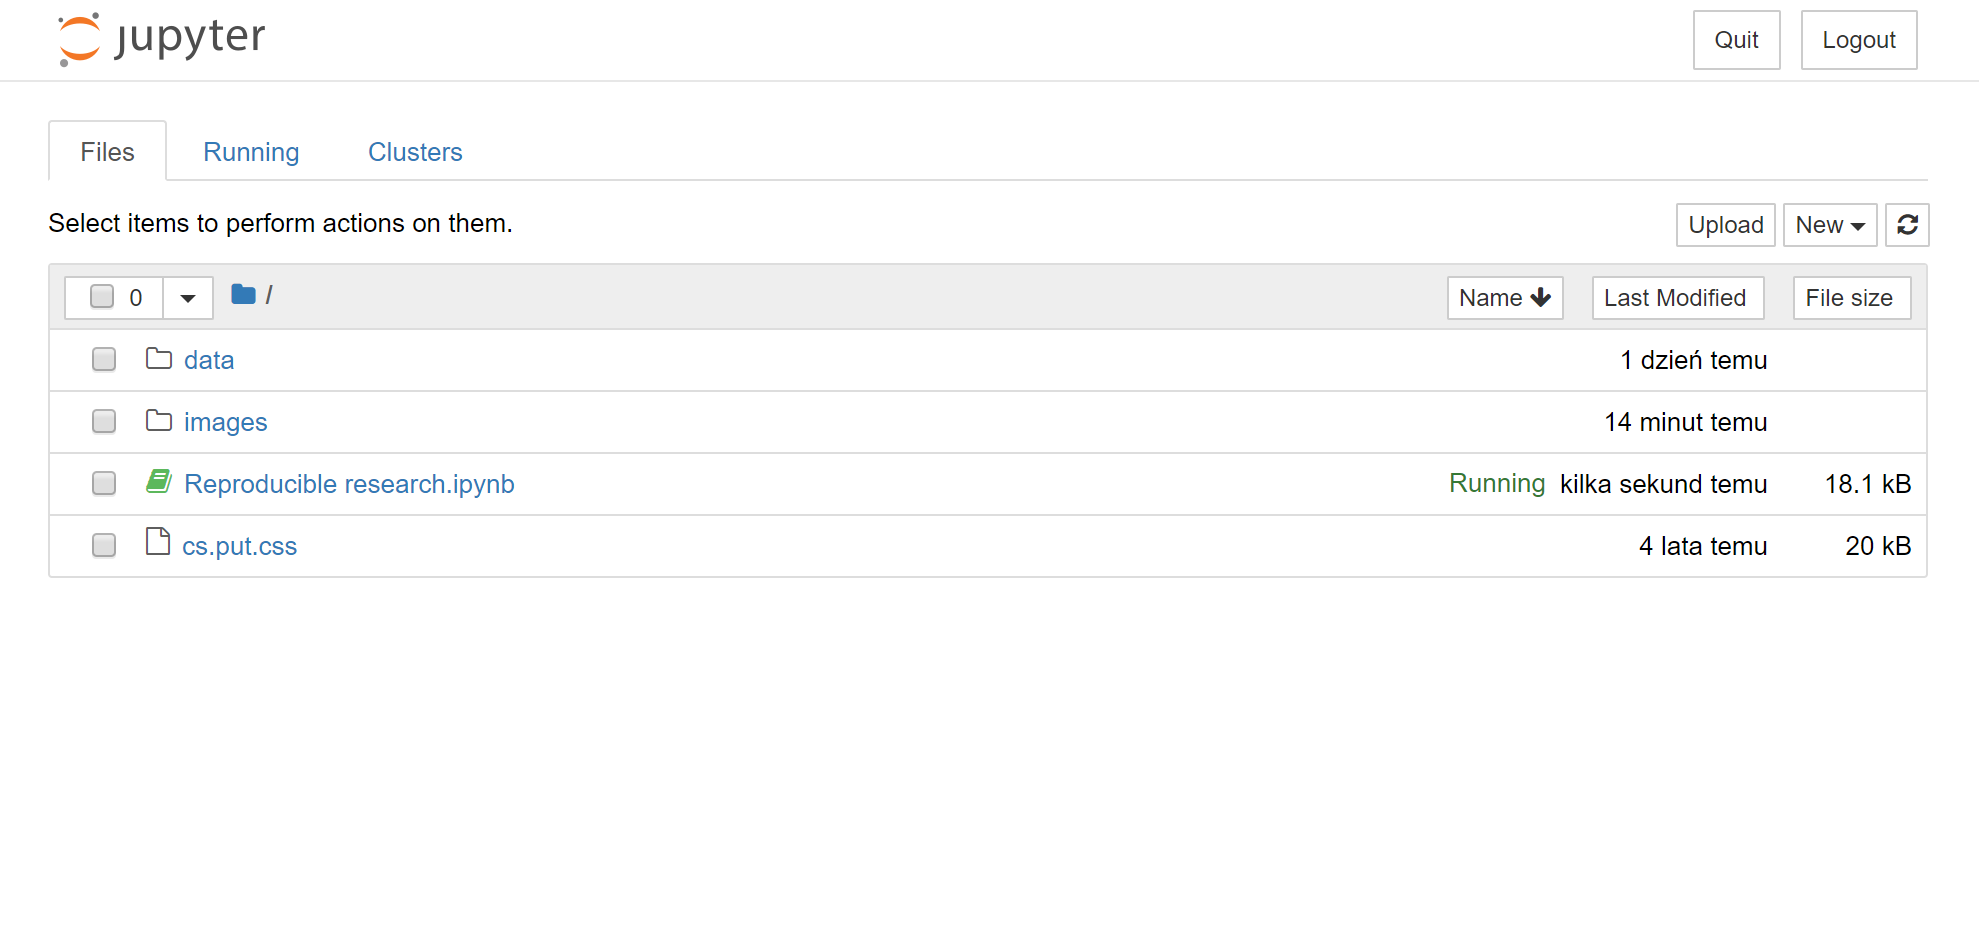 jupyter Quit Logout
Files Running Clusters
Select items to perform actions on them. Upload New
0 / Name Last Modified File size
data 1 dzień temu
images 14 minut temu
Reproducible research.ipynb Running kilka sekund temu 18.1 kB
cs.put.css 4 lata temu 20 kB